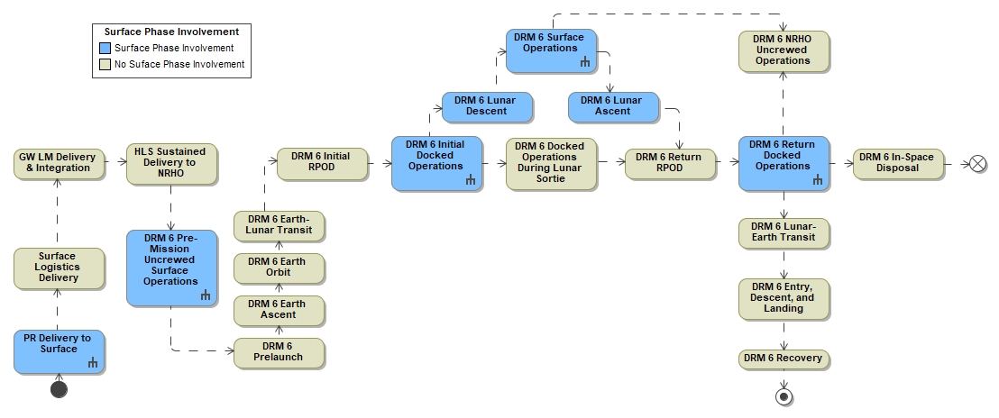 Surface Phase Involvement
Surface Phase Involvement
No Suface Phase Involvement
DRM 6 Surface
Operations
DRM 6 NRHO
Uncrewed
Operations
DRM 6 Lunar
Descent
DRM 6 Lunar
Ascent
GW LM Delivery
& Integration
HLS Sustained
Delivery to
NRHO
DRM 6 Initial
RPOD
DRM 6 Initial
Docked
Operations
DRM 6 Docked
Operations
During Lunar
Sortie
DRM 6 Return
RPOD
DRM 6 Return
Docked
Operations
DRM 6 In-Space
Disposal
DRM 6 Earth-
Lunar Transit
DRM 6 Lunar-
Earth Transit
DRM 6 Pre-
Mission
Uncrewed
Surface
Operations
Surface
Logistics
Delivery
DRM 6 Earth
Orbit
DRM 6 Entry,
Descent, and
Landing
DRM 6 Earth
Ascent
PR Delivery to
Surface
DRM 6
Prelaunch
DRM 6 Recovery